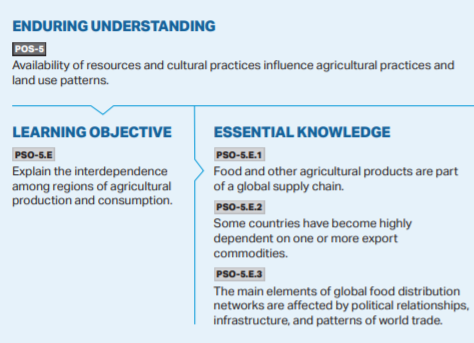 ENDURING UNDERSTANDING
POS-5
Availability of resources and cultural practices influence agricultural practices and
land use patterns.
LEARNING OBJECTIVE
PSO-5.E
Explain the interdependence
among regions of agricultural
production and consumption.
ESSENTIAL KNOWLEDGE
PSO-5.E.1
Food and other agricultural products are part
of a global supply chain.
PSO-5.E.2
Some countries have become highly
dependent on one or more export
commodities.
PSO-5.E.3
The main elements of global food distribution
networks are affected by political relationships,
infrastructure, and patterns of world trade.